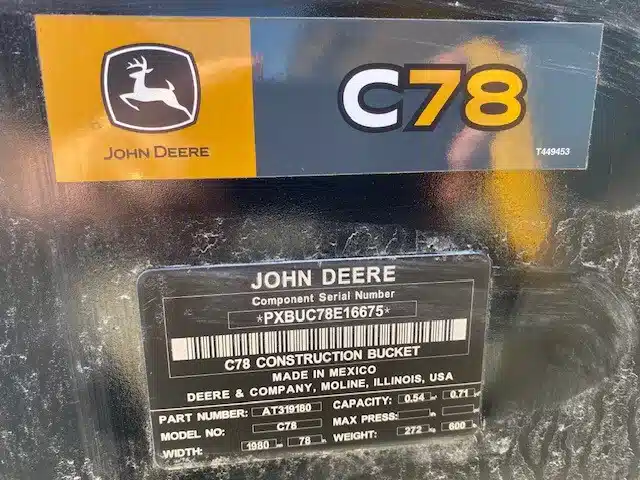 JOHN DEERE
C78
T449453
JOHN DEERE
Component Serial Number
*PXBUC78E16675*
C78 CONSTRUCTION BUCKET
MADE IN MEXICO
DEERE & COMPANY, MOLINE, ILLINOIS, USA
PART NUMBER: AT319180 CAPACITY: 0.54 0.71
MODEL NO: C78 MAX PRESS:
WIDTH: 1980 78 in WEIGHT: 272 600